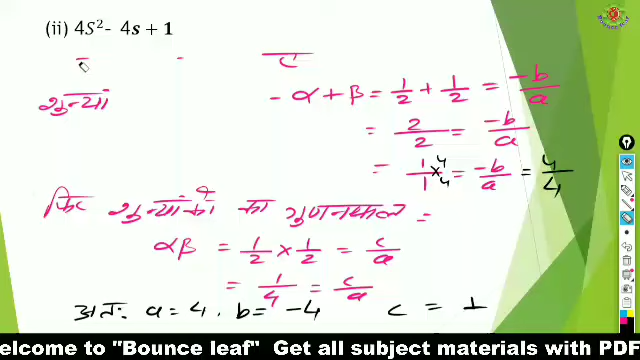 (ii) 4S² - 4s + 1
शून्यों - α + β = 1/2 + 1/2 = -b/a
= 2/2 = -b/a
= 1/1 × 4/4 = -b/a = 4/4
फिर शून्यों का गुणनफल =
αβ = 1/2 × 1/2 = c/a
= 1/4 = c/a
अतः a = 4, b = -4 c = 1
elcome to "Bounce leaf" Get all subject materials with PDF
Bounce leaf